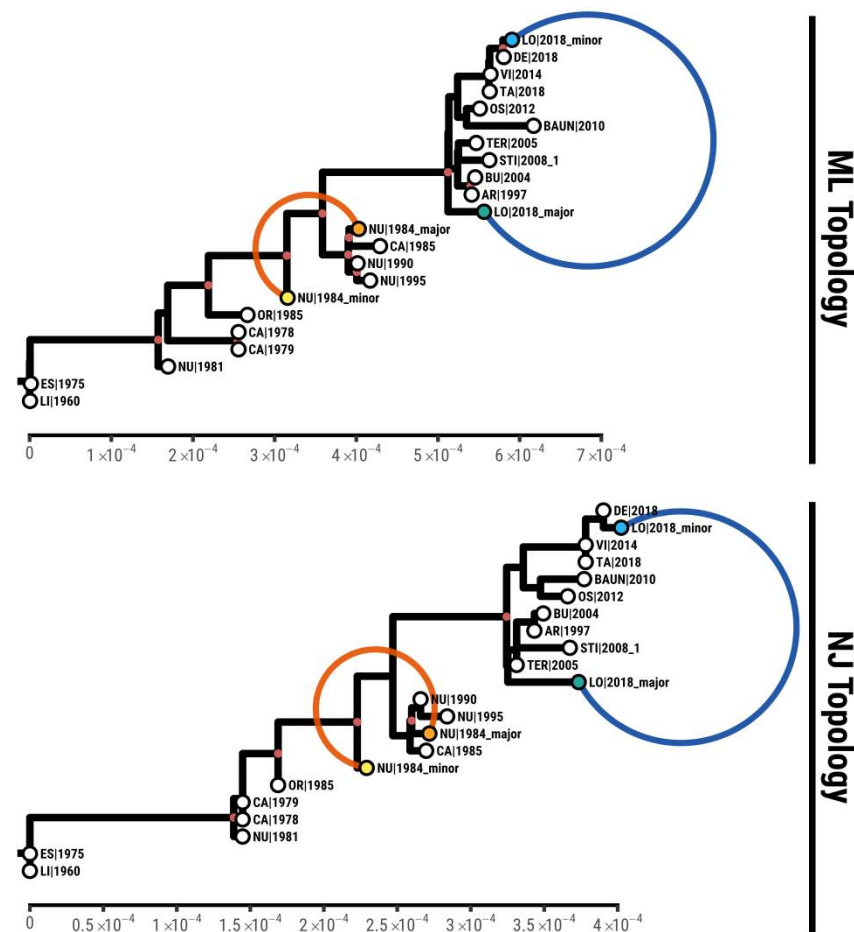 LO|2018_minor
DE|2018
VI|2014
TA|2018
OS|2012
BAUN|2010
TER|2005
STI|2008_1
BU|2004
AR|1997
LO|2018_major
NU|1984_major
CA|1985
NU|1990
NU|1995
NU|1984_minor
OR|1985
CA|1978
CA|1979
NU|1981
ES|1975
LI|1960
0 1×10⁻⁴ 2×10⁻⁴ 3×10⁻⁴ 4×10⁻⁴ 5×10⁻⁴ 6×10⁻⁴ 7×10⁻⁴
ML Topology
DE|2018
LO|2018_minor
VI|2014
TA|2018
BAUN|2010
OS|2012
BU|2004
AR|1997
STI|2008_1
TER|2005
LO|2018_major
NU|1990
NU|1995
NU|1984_major
CA|1985
NU|1984_minor
OR|1985
CA|1979
CA|1978
NU|1981
ES|1975
LI|1960
0 0.5×10⁻⁴ 1×10⁻⁴ 1.5×10⁻⁴ 2×10⁻⁴ 2.5×10⁻⁴ 3×10⁻⁴ 3.5×10⁻⁴ 4×10⁻⁴
NJ Topology